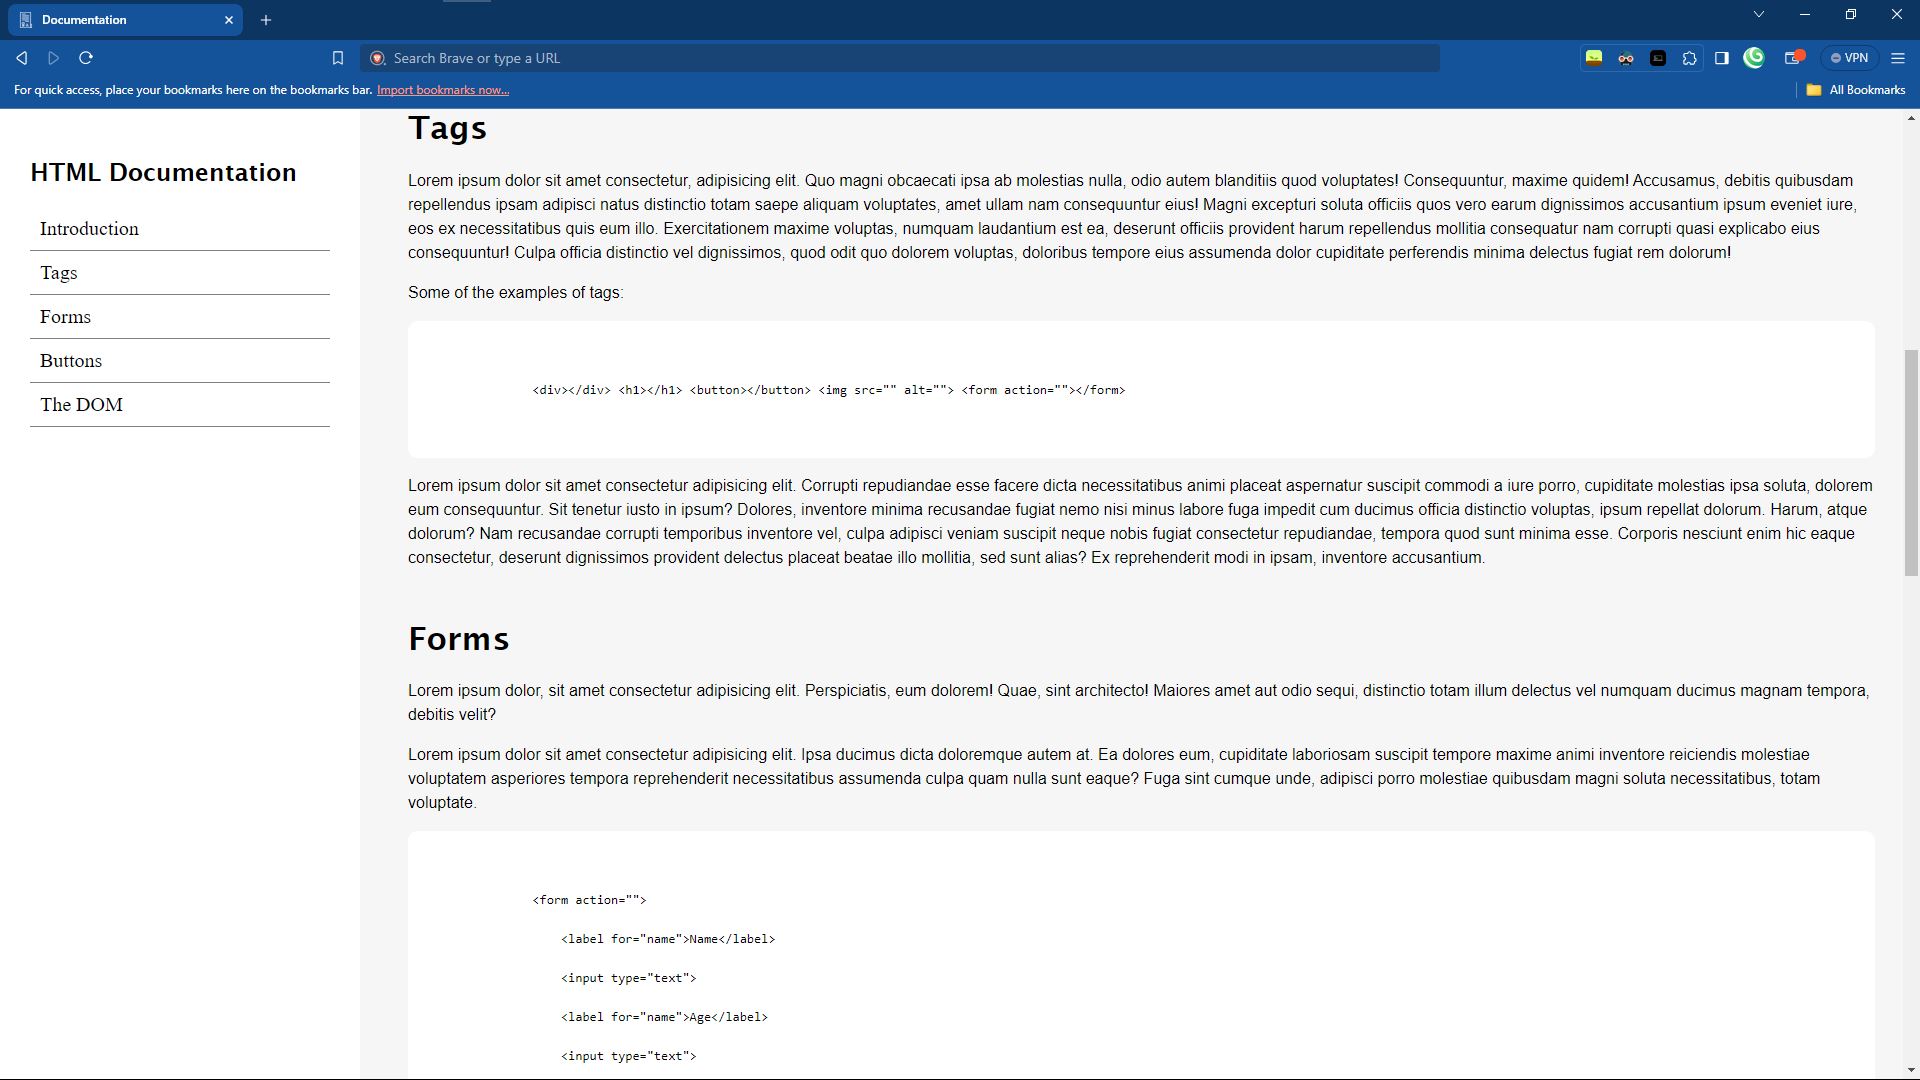 Documentation
Search Brave or type a URL
VPN
For quick access, place your bookmarks here on the bookmarks bar. Import bookmarks now...
All Bookmarks
HTML Documentation
Introduction
Tags
Forms
Buttons
The DOM
Tags
Lorem ipsum dolor sit amet consectetur, adipisicing elit. Quo magni obcaecati ipsa ab molestias nulla, odio autem blanditiis quod voluptates! Consequuntur, maxime quidem! Accusamus, debitis quibusdam
repellendus ipsam adipisci natus distinctio totam saepe aliquam voluptates, amet ullam nam consequuntur eius! Magni excepturi soluta officiis quos vero earum dignissimos accusantium ipsum eveniet iure,
eos ex necessitatibus quis eum illo. Exercitationem maxime voluptas, numquam laudantium est ea, deserunt officiis provident harum repellendus mollitia consequatur nam corrupti quasi explicabo eius
consequuntur! Culpa officia distinctio vel dignissimos, quod odit quo dolorem voluptas, doloribus tempore eius assumenda dolor cupiditate perferendis minima delectus fugiat rem dolorum!
Some of the examples of tags:
<div></div> <h1></h1> <button></button> <img src="" alt=""> <form action=""></form>
Lorem ipsum dolor sit amet consectetur adipisicing elit. Corrupti repudiandae esse facere dicta necessitatibus animi placeat aspernatur suscipit commodi a iure porro, cupiditate molestias ipsa soluta, dolorem
eum consequuntur. Sit tenetur iusto in ipsum? Dolores, inventore minima recusandae fugiat nemo nisi minus labore fuga impedit cum ducimus officia distinctio voluptas, ipsum repellat dolorum. Harum, atque
dolorum? Nam recusandae corrupti temporibus inventore vel, culpa adipisci veniam suscipit neque nobis fugiat consectetur repudiandae, tempora quod sunt minima esse. Corporis nesciunt enim hic eaque
consectetur, deserunt dignissimos provident delectus placeat beatae illo mollitia, sed sunt alias? Ex reprehenderit modi in ipsam, inventore accusantium.
Forms
Lorem ipsum dolor, sit amet consectetur adipisicing elit. Perspiciatis, eum dolorem! Quae, sint architecto! Maiores amet aut odio sequi, distinctio totam illum delectus vel numquam ducimus magnam tempora,
debitis velit?
Lorem ipsum dolor sit amet consectetur adipisicing elit. Ipsa ducimus dicta doloremque autem at. Ea dolores eum, cupiditate laboriosam suscipit tempore maxime animi inventore reiciendis molestiae
voluptatem asperiores tempora reprehenderit necessitatibus assumenda culpa quam nulla sunt eaque? Fuga sint cumque unde, adipisci porro molestiae quibusdam magni soluta necessitatibus, totam
voluptate.
<form action="">
<label for="name">Name</label>
<input type="text">
<label for="name">Age</label>
<input type="text">